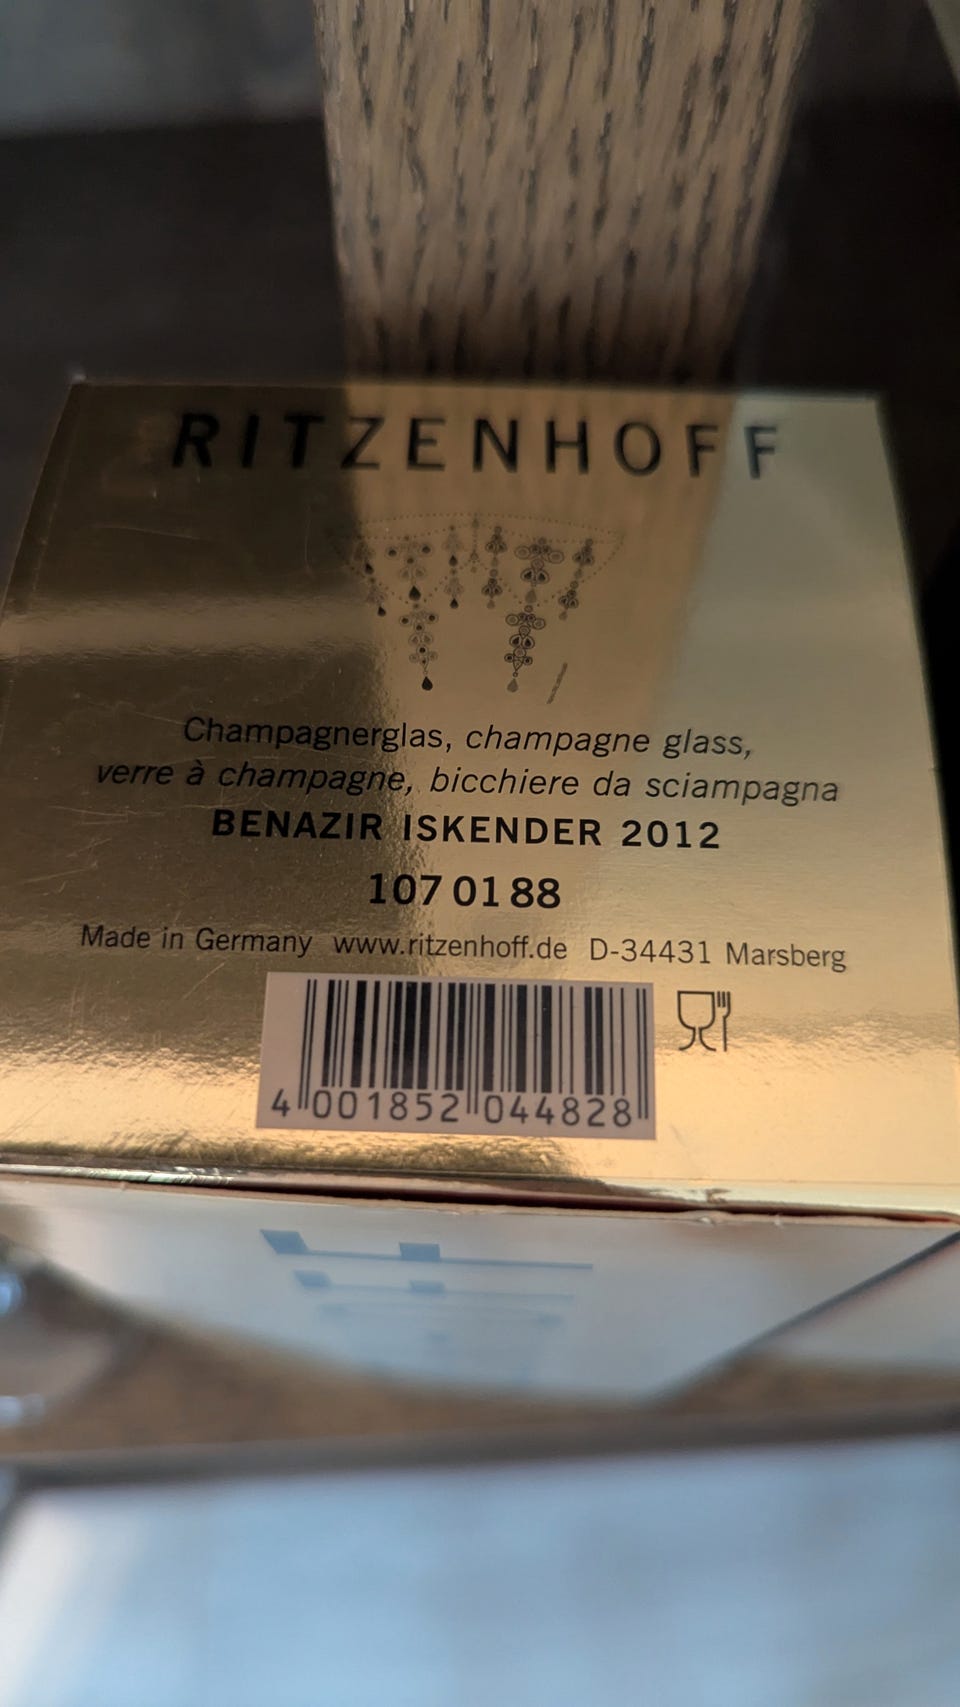 RITZENHOFF
Champagnerglas, champagne glass,
verre à champagne, bicchiere da sciampagna
BENAZIR ISKENDER 2012
107 01 88
Made in Germany www.ritzenhoff.de D-34431 Marsberg
4 001852 044828